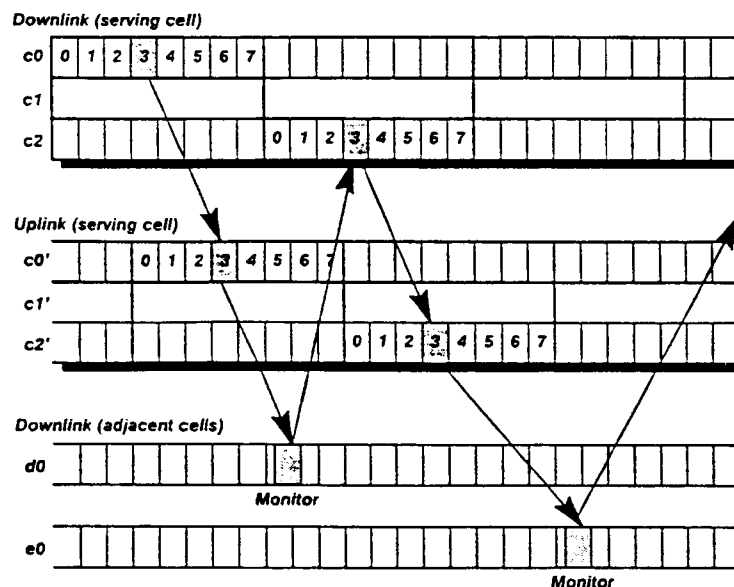 Downlink (serving cell)
c0 0 1 2 3 4 5 6 7
c1
c2 0 1 2 3 4 5 6 7
Uplink (serving cell)
c0' 0 1 2 3 4 5 6 7
c1'
c2' 0 1 2 3 4 5 6 7
Downlink (adjacent cells)
d0
Monitor
e0
Monitor